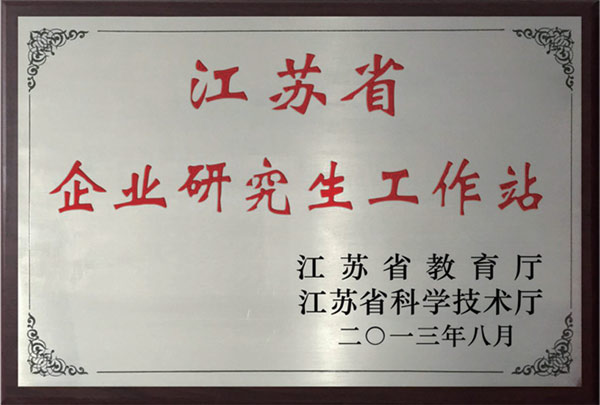 江苏省
企业研究生工作站
江苏省教育厅
江苏省科学技术厅
二〇一三年八月